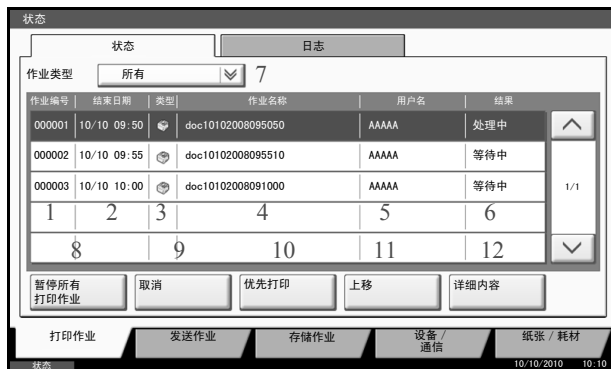 状态
状态 日志
作业类型 所有 7
作业编号 结束日期 类型 作业名称 用户名 结果
000001 10/10 09:50 doc10102008095050 AAAAA 处理中
000002 10/10 09:55 doc10102008095510 AAAAA 等待中
000003 10/10 10:00 doc10102008091000 AAAAA 等待中
1/1
1 2 3 4 5 6
8 9 10 11 12
暂停所有
打印作业
取消 优先打印 上移 详细内容
打印作业 发送作业 存储作业 设备 /
通信
纸张 / 耗材
状态 10/10/2010 10:10